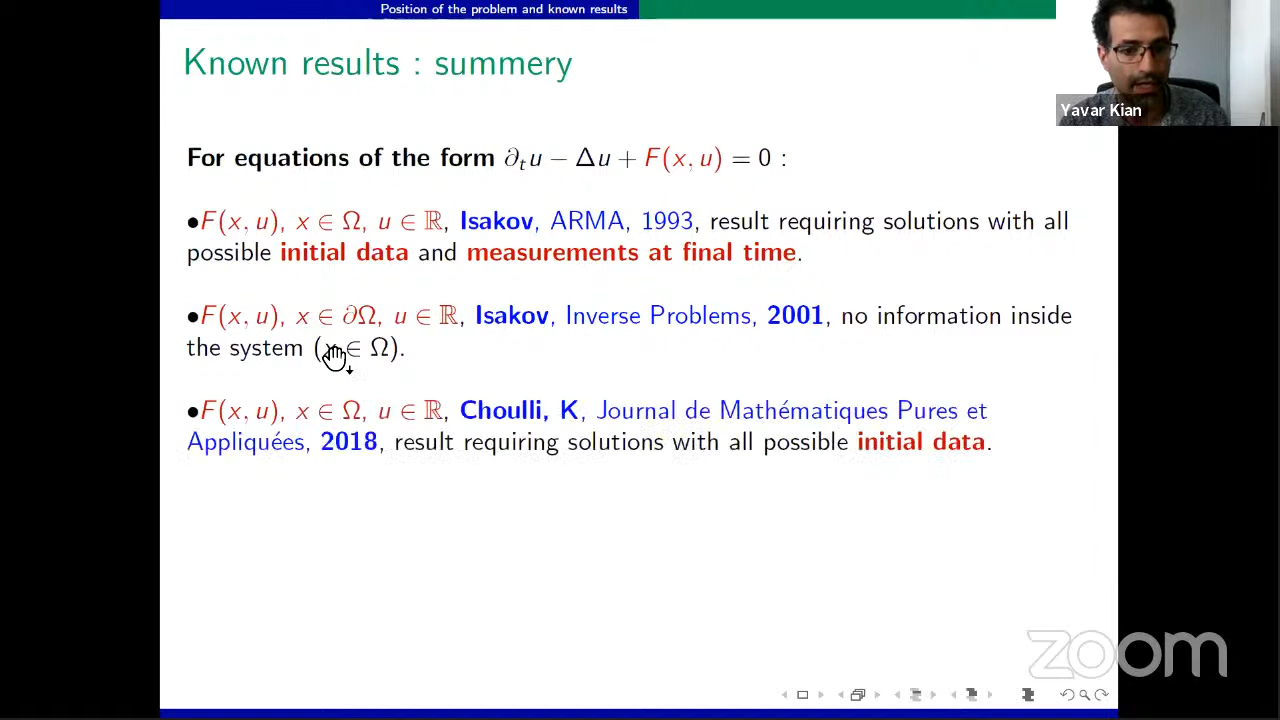 Position of the problem and known results
Known results : summery
Yavar Kian
For equations of the form ∂ₜu − Δu + F(x, u) = 0 :
•F(x, u), x ∈ Ω, u ∈ ℝ, Isakov, ARMA, 1993, result requiring solutions with all
possible initial data and measurements at final time.
•F(x, u), x ∈ ∂Ω, u ∈ ℝ, Isakov, Inverse Problems, 2001, no information inside
the system (x ∈ Ω).
•F(x, u), x ∈ Ω, u ∈ ℝ, Choulli, K, Journal de Mathématiques Pures et
Appliquées, 2018, result requiring solutions with all possible initial data.
zoom